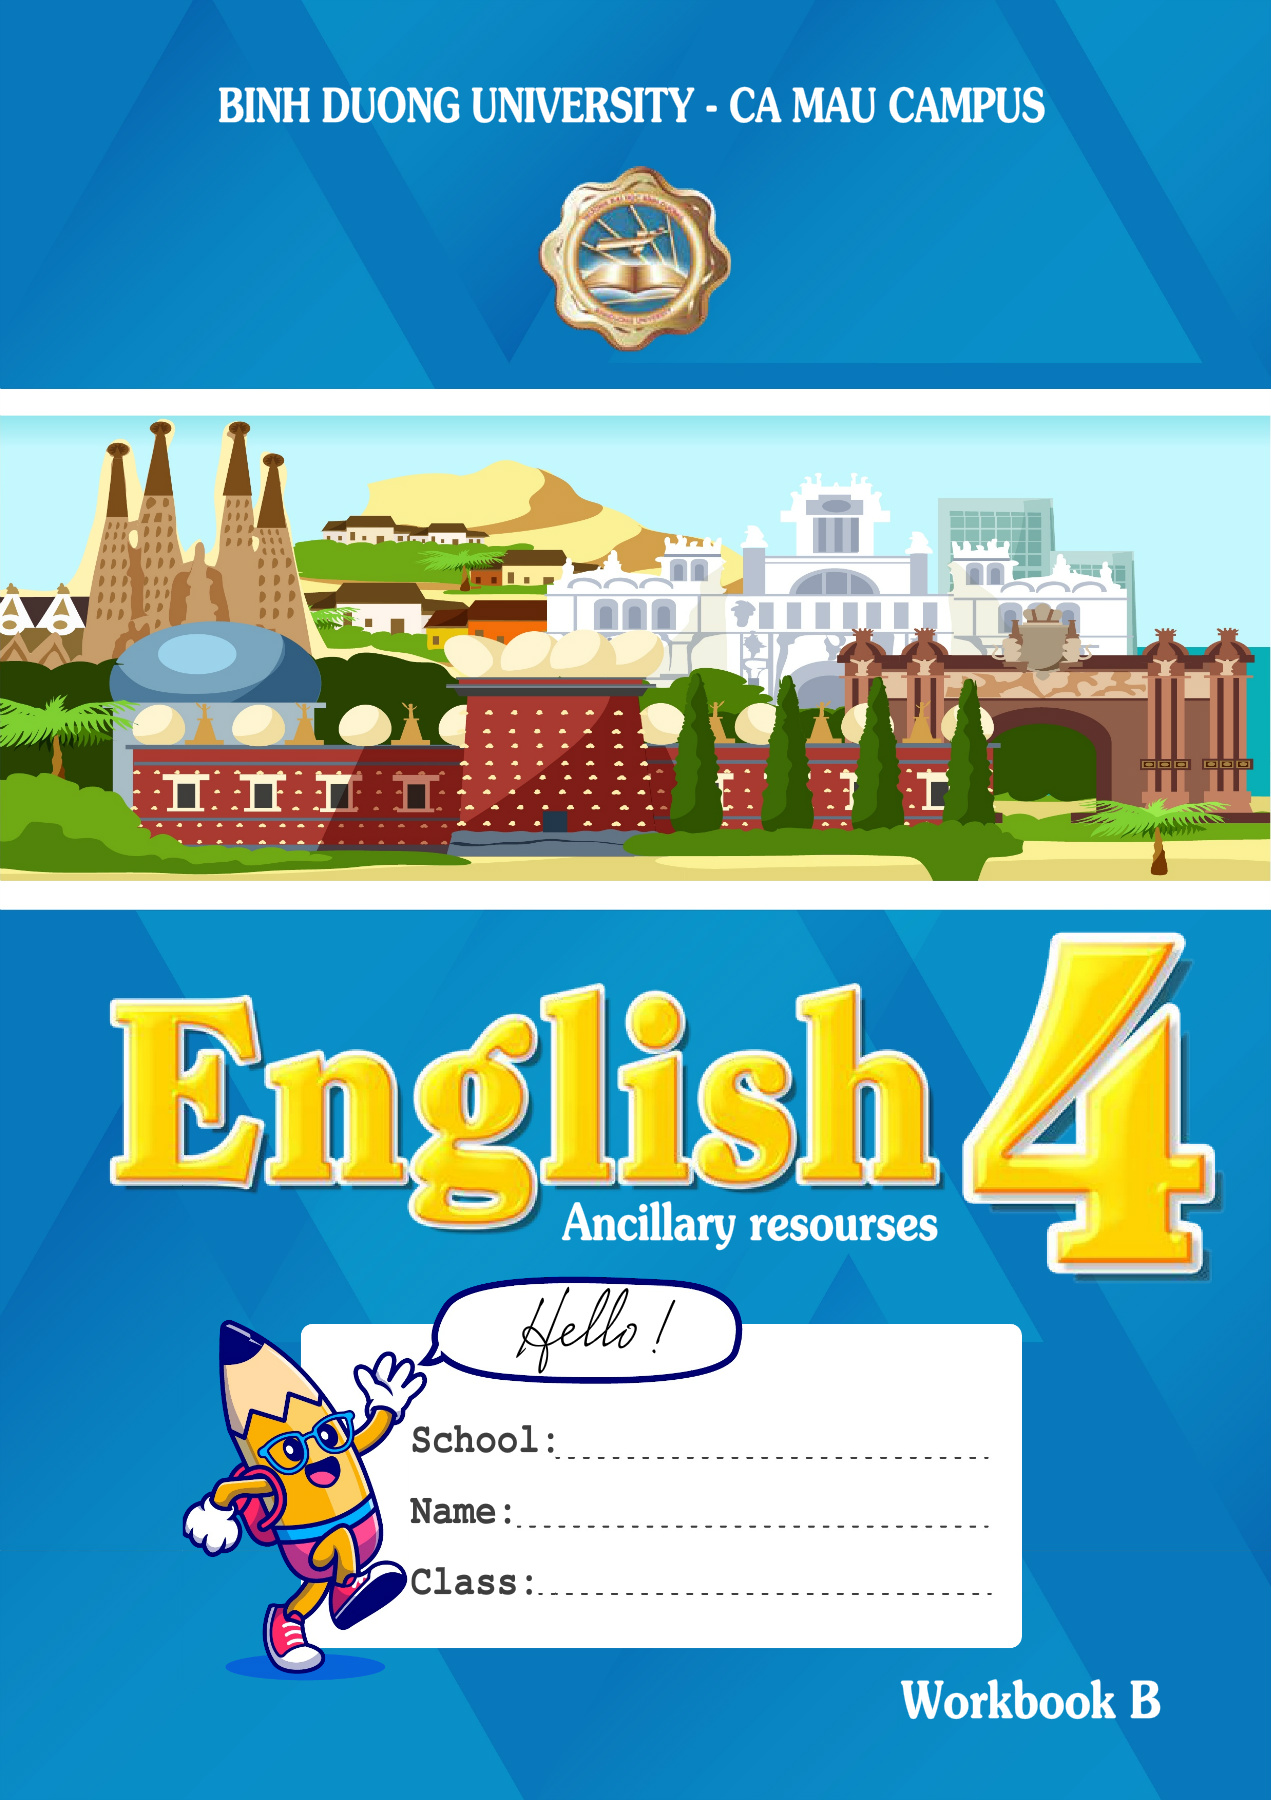 BINH DUONG UNIVERSITY - CA MAU CAMPUS
English 4
Ancillary resourses
Hello !
School:
Name:
Class:
Workbook B